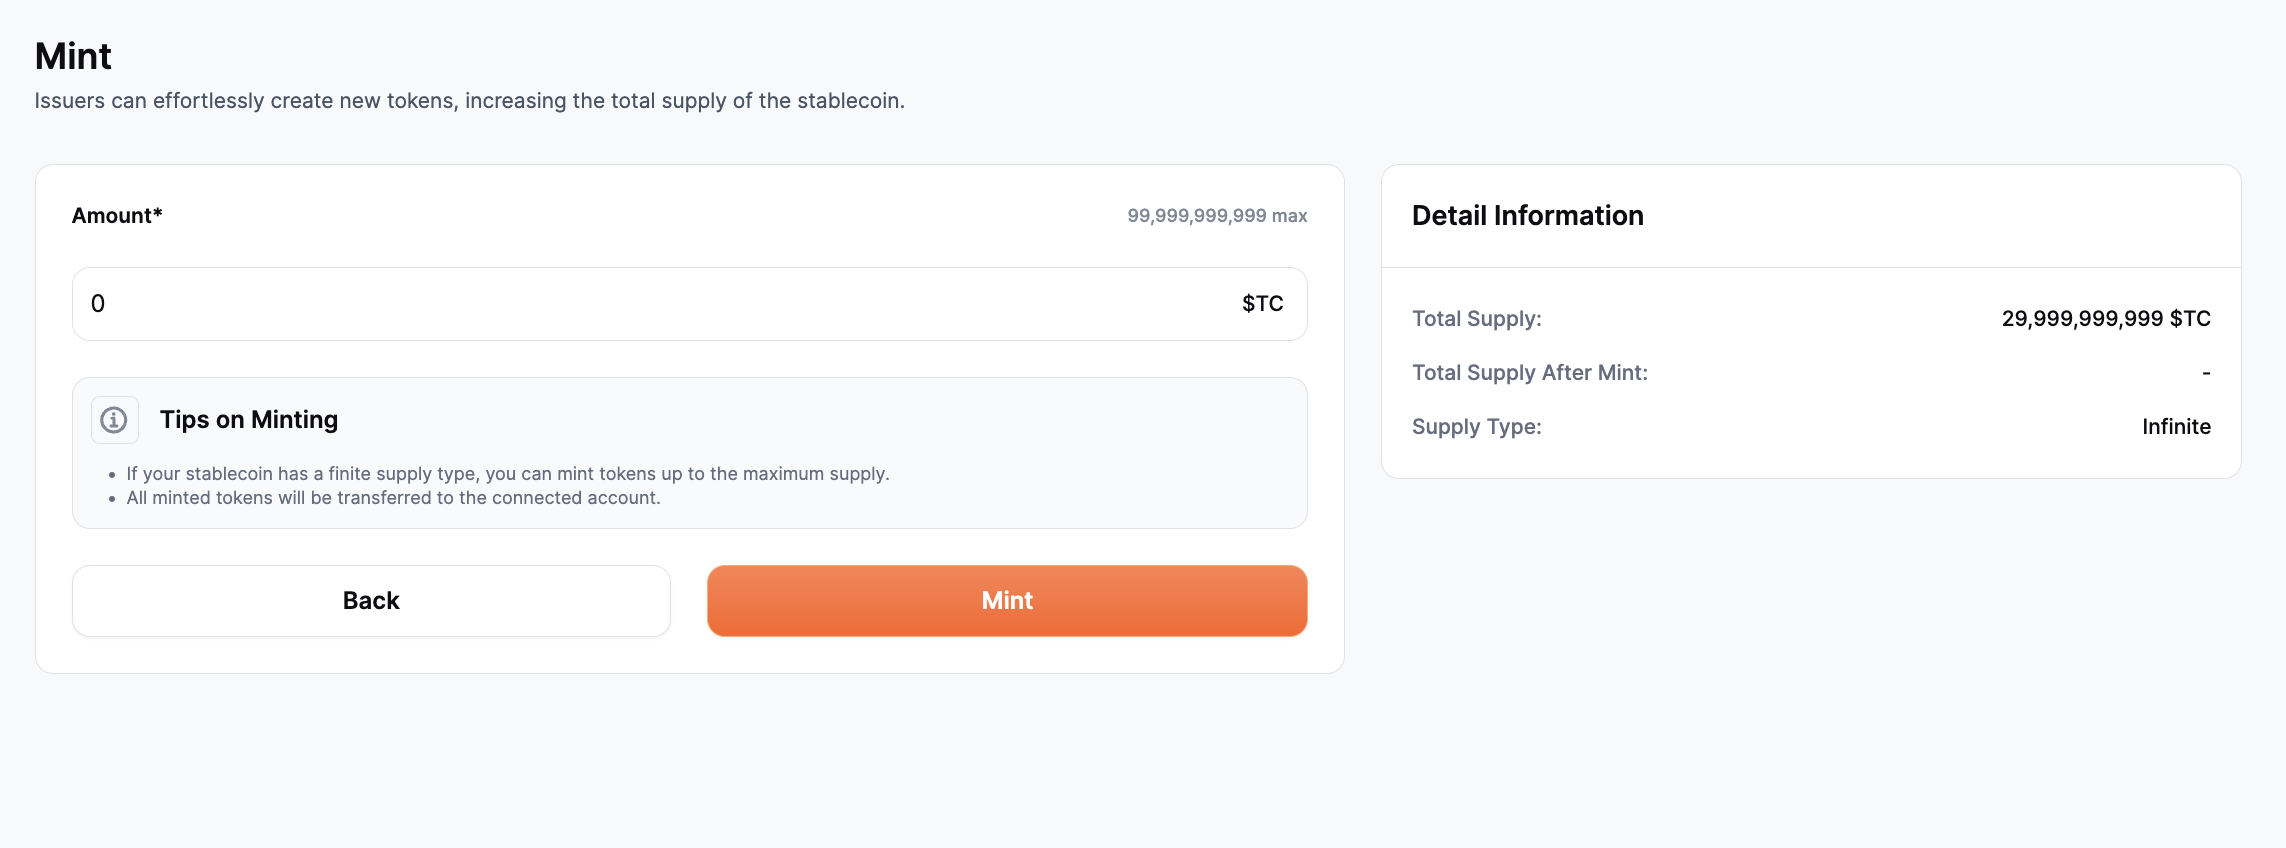 Mint
Issuers can effortlessly create new tokens, increasing the total supply of the stablecoin.
Amount*
99,999,999,999 max
0
$TC
Tips on Minting
• If your stablecoin has a finite supply type, you can mint tokens up to the maximum supply.
• All minted tokens will be transferred to the connected account.
Back
Mint
Detail Information
Total Supply: 29,999,999,999 $TC
Total Supply After Mint: -
Supply Type: Infinite